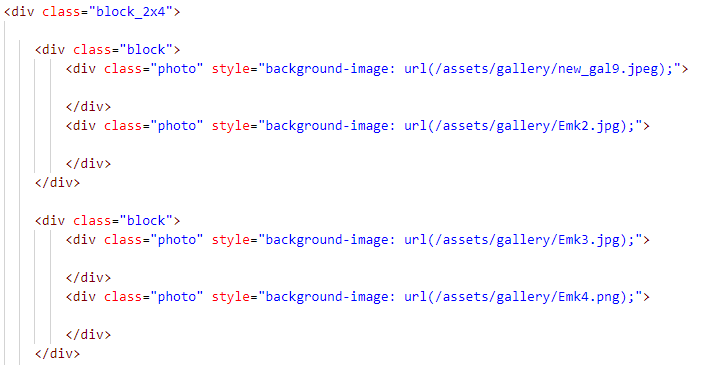 <div class="block_2x4">
<div class="block">
<div class="photo" style="background-image: url(/assets/gallery/new_gal9.jpeg);">
</div>
<div class="photo" style="background-image: url(/assets/gallery/Emk2.jpg);">
</div>
</div>
<div class="block">
<div class="photo" style="background-image: url(/assets/gallery/Emk3.jpg);">
</div>
<div class="photo" style="background-image: url(/assets/gallery/Emk4.png);">
</div>
</div>